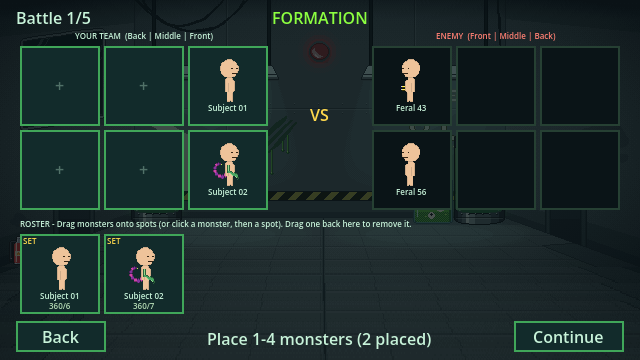 Battle 1/5
FORMATION
YOUR TEAM (Back | Middle | Front)
ENEMY (Front | Middle | Back)
+
+
Subject 01
VS
Feral 43
+
+
Subject 02
Feral 56
ROSTER - Drag monsters onto spots (or click a monster, then a spot). Drag one back here to remove it.
SET
SET
Subject 01
360/6
Subject 02
360/7
Back
Place 1-4 monsters (2 placed)
Continue